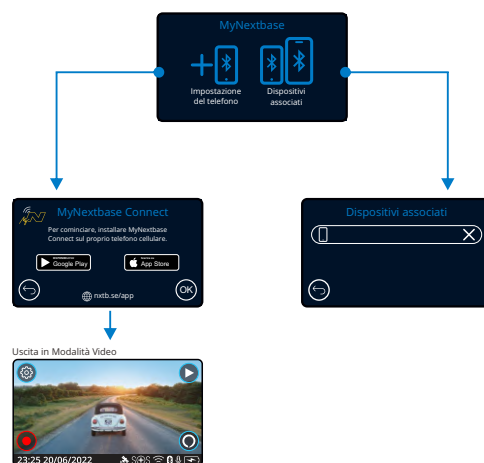 MyNextbase
Impostazione
del telefono
Dispositivi
associati
MyNextbase Connect
Per cominciare, installare MyNextbase
Connect sul proprio telefono cellulare.
Google Play
App Store
nxtb.se/app
OK
Dispositivi associati
Uscita in Modalità Video
23:25 20/06/2022
SOS